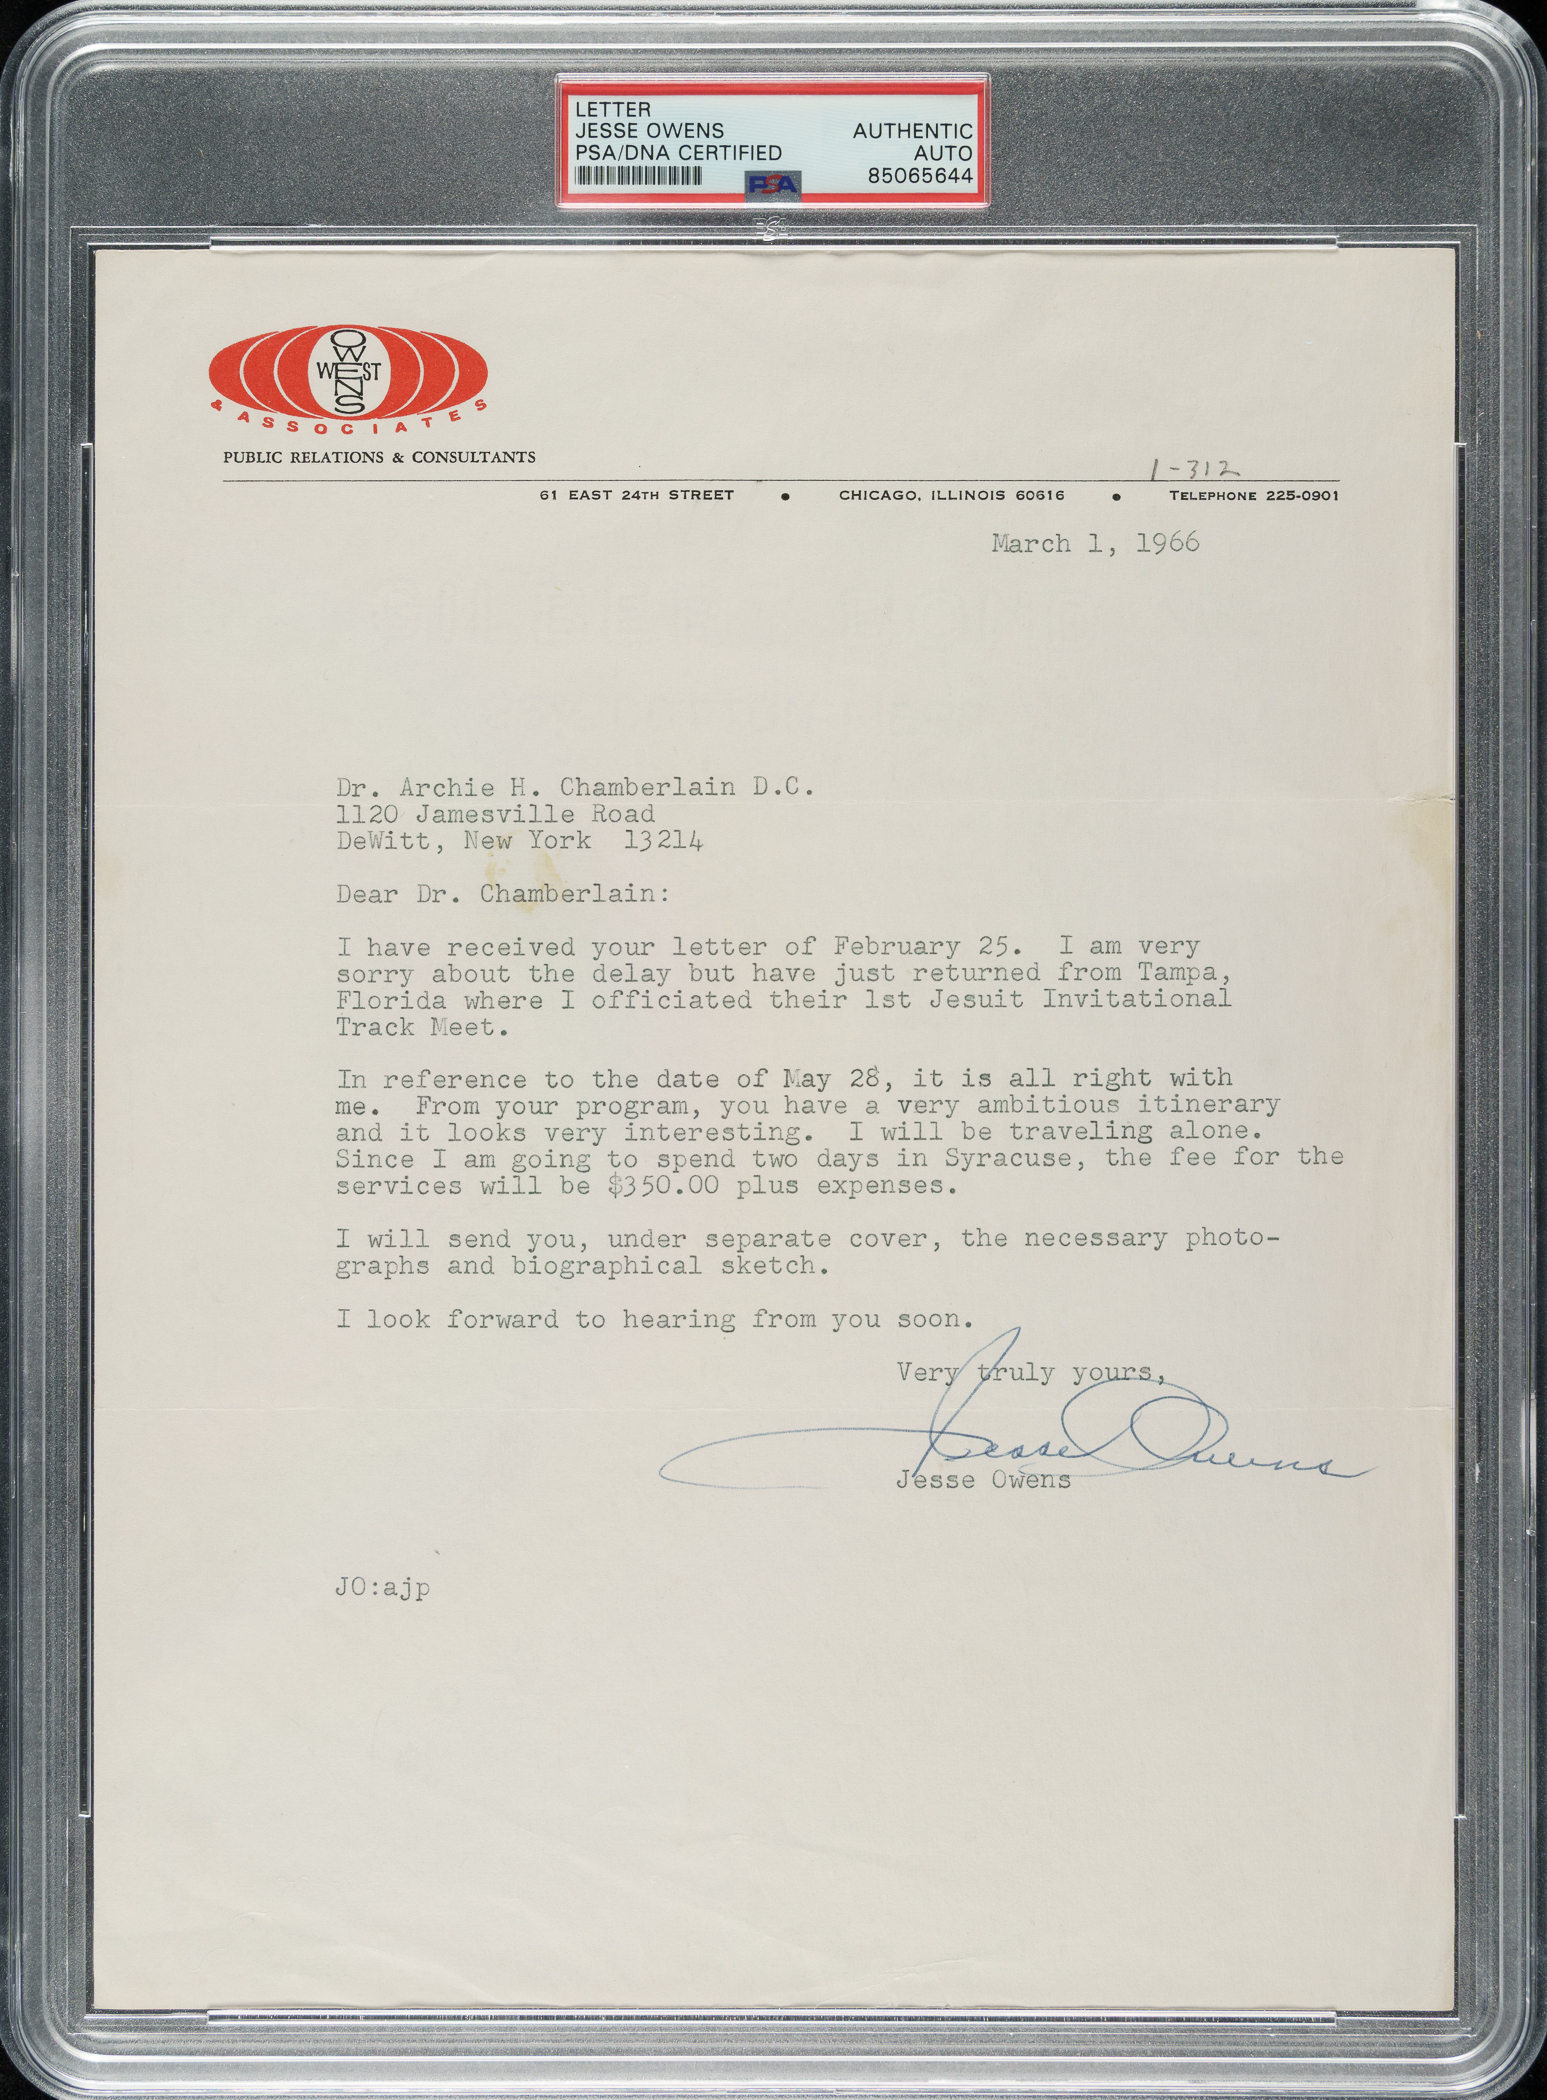 LETTER
JESSE OWENS
PSA/DNA CERTIFIED
AUTHENTIC
AUTO
85065644
PSA
OWENS
WEST
& ASSOCIATES
PUBLIC RELATIONS & CONSULTANTS
1-312
61 EAST 24TH STREET • CHICAGO, ILLINOIS 60616 • TELEPHONE 225-0901
March 1, 1966
Dr. Archie H. Chamberlain D.C.
1120 Jamesville Road
DeWitt, New York  13214
Dear Dr. Chamberlain:
I have received your letter of February 25.  I am very
sorry about the delay but have just returned from Tampa,
Florida where I officiated their 1st Jesuit Invitational
Track Meet.
In reference to the date of May 28, it is all right with
me.  From your program, you have a very ambitious itinerary
and it looks very interesting.  I will be traveling alone.
Since I am going to spend two days in Syracuse, the fee for the
services will be $350.00 plus expenses.
I will send you, under separate cover, the necessary photo-
graphs and biographical sketch.
I look forward to hearing from you soon.
Very truly yours,
Jesse Owens
Jesse Owens
JO:ajp